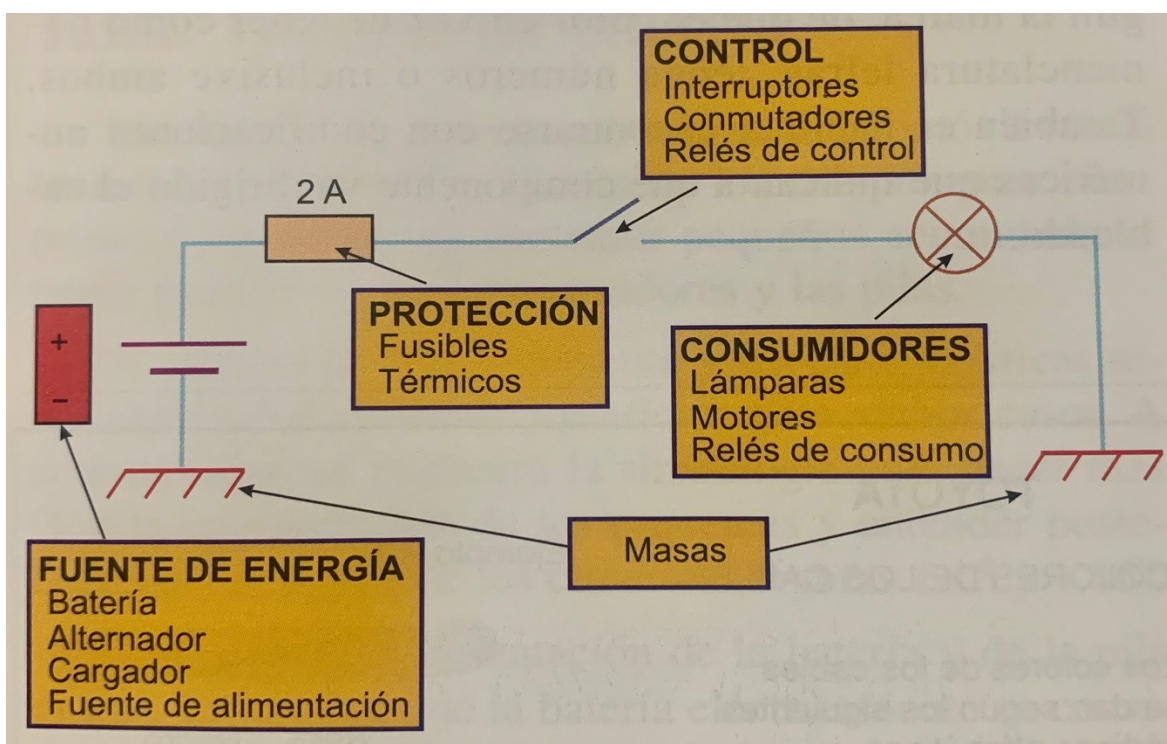 CONTROL
Interruptores
Conmutadores
Relés de control
2 A
PROTECCIÓN
Fusibles
Térmicos
CONSUMIDORES
Lámparas
Motores
Relés de consumo
+
–
Masas
FUENTE DE ENERGÍA
Batería
Alternador
Cargador
Fuente de alimentación